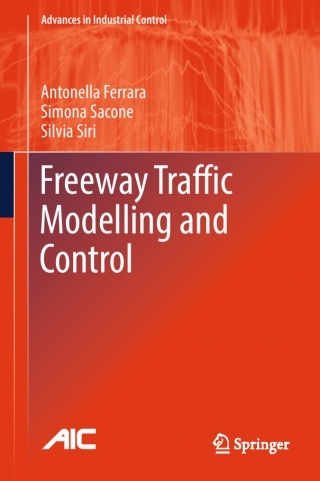 Advances in Industrial Control
Antonella Ferrara
Simona Sacone
Silvia Siri
Freeway Traffic
Modelling and
Control
AIC
Springer